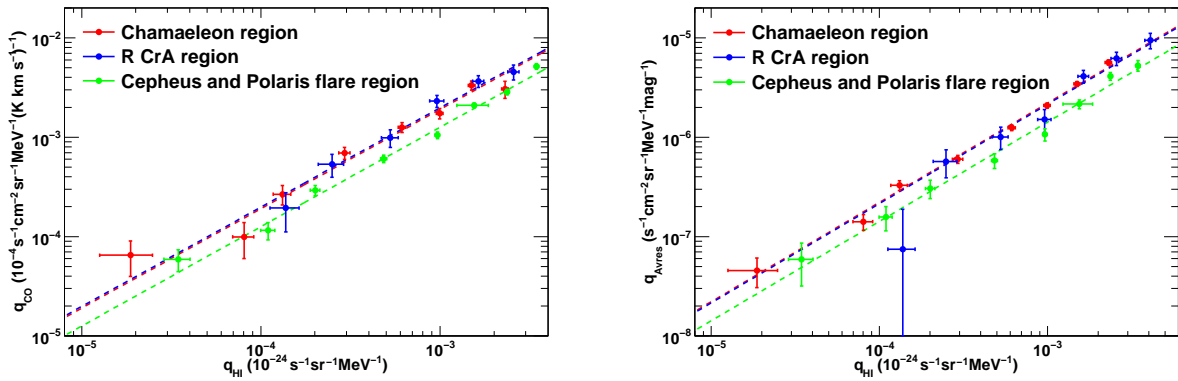 q_CO (10⁻⁴ s⁻¹cm⁻²sr⁻¹MeV⁻¹(K km s⁻¹)⁻¹)
10⁻²
10⁻³
10⁻⁴
10⁻⁵
Chamaeleon region
R CrA region
Cepheus and Polaris flare region
10⁻⁵
10⁻⁴
10⁻³
q_HI (10⁻²⁴ s⁻¹sr⁻¹MeV⁻¹)
q_Avres (s⁻¹cm⁻²sr⁻¹MeV⁻¹mag⁻¹)
10⁻⁵
10⁻⁶
10⁻⁷
10⁻⁸
Chamaeleon region
R CrA region
Cepheus and Polaris flare region
10⁻⁵
10⁻⁴
10⁻³
q_HI (10⁻²⁴ s⁻¹sr⁻¹MeV⁻¹)